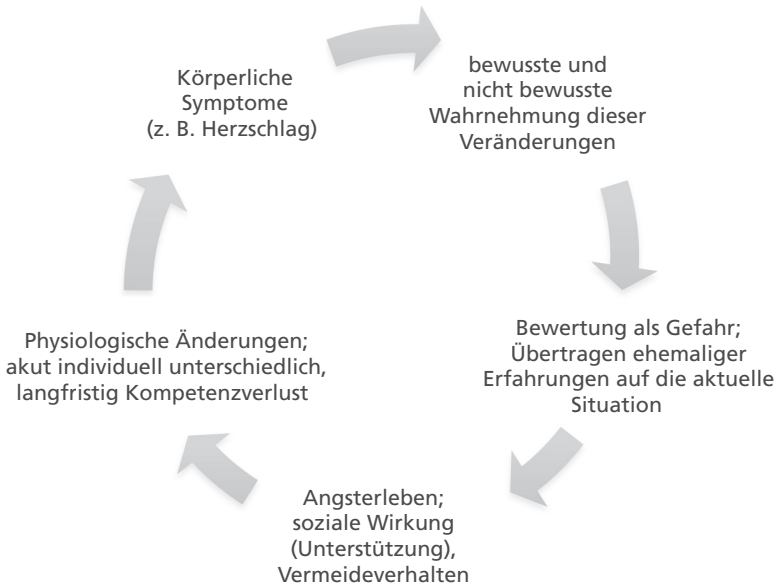 Körperliche
Symptome
(z. B. Herzschlag)
bewusste und
nicht bewusste
Wahrnehmung dieser
Veränderungen
Bewertung als Gefahr;
Übertragen ehemaliger
Erfahrungen auf die aktuelle
Situation
Angsterleben;
soziale Wirkung
(Unterstützung),
Vermeideverhalten
Physiologische Änderungen;
akut individuell unterschiedlich,
langfristig Kompetenzverlust